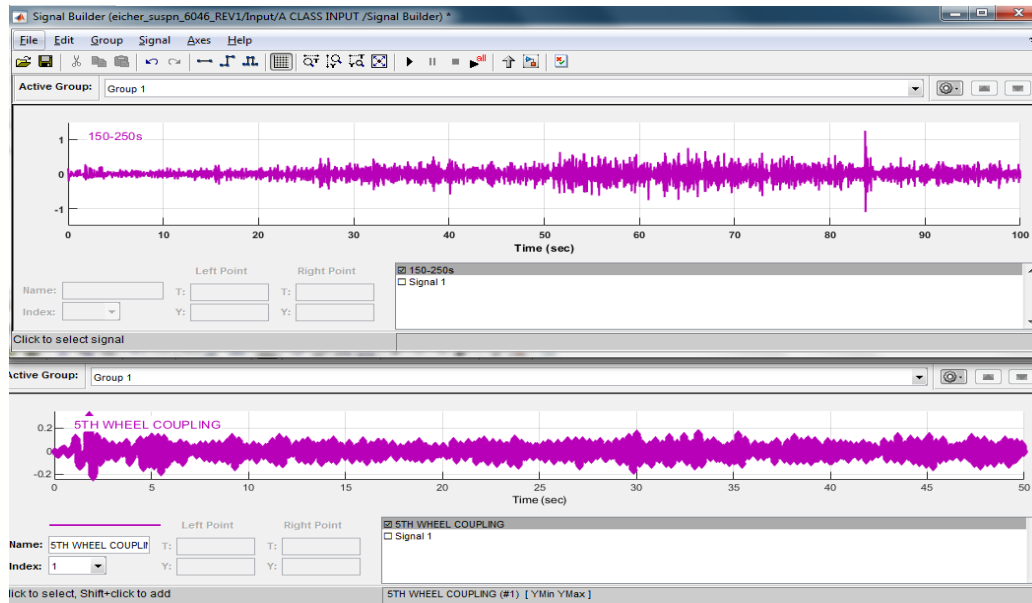 Signal Builder (eicher_suspn_6046_REV1/Input/A CLASS INPUT /Signal Builder) *
File Edit Group Signal Axes Help
all
Active Group: Group 1
150-250s
1
0
-1
0 10 20 30 40 50 60 70 80 90 100
Time (sec)
Left Point Right Point
Name: T: T:
Index: Y: Y:
150-250s
Signal 1
Click to select signal
Active Group: Group 1
5TH WHEEL COUPLING
0.2
0
-0.2
0 5 10 15 20 25 30 35 40 45 50
Time (sec)
Left Point Right Point
Name: 5TH WHEEL COUPLIN T: T:
Index: 1 Y: Y:
5TH WHEEL COUPLING
Signal 1
lick to select, Shift+click to add
5TH WHEEL COUPLING (#1) [ YMin YMax ]